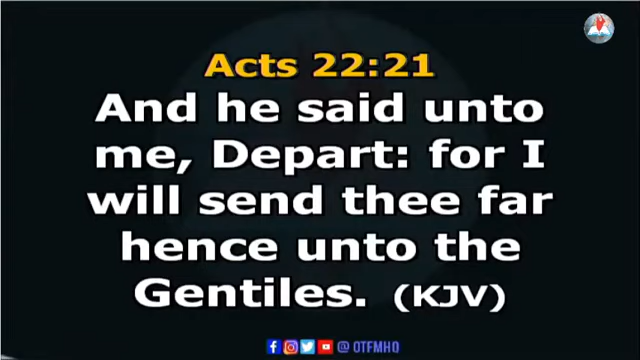 Acts 22:21
And he said unto
me, Depart: for I
will send thee far
hence unto the
Gentiles. (KJV)
@ OTFMHQ